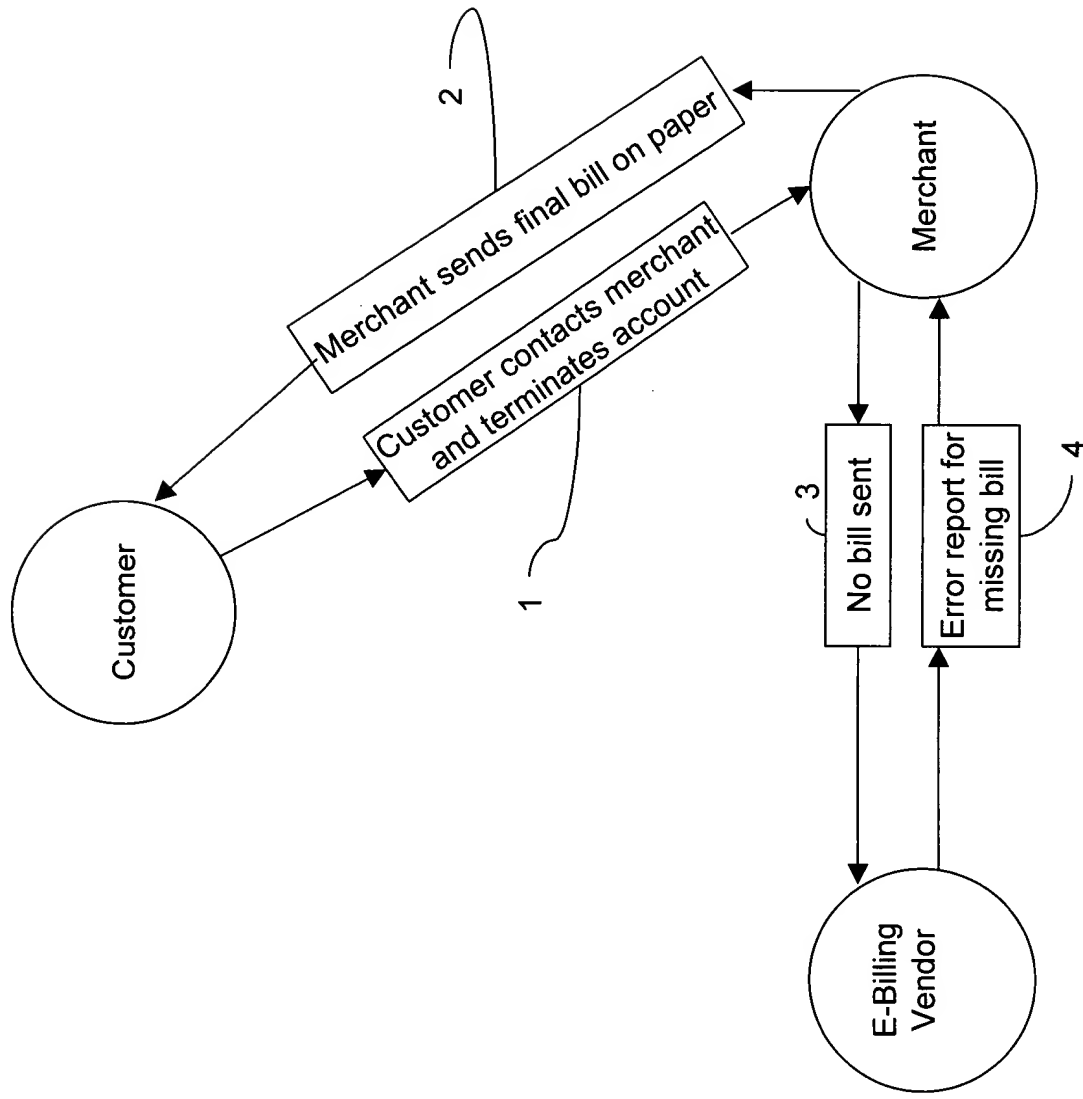 Customer
2
Merchant sends final bill on paper
Customer contacts merchant
and terminates account
1
Merchant
3
No bill sent
Error report for
missing bill
4
E-Billing
Vendor